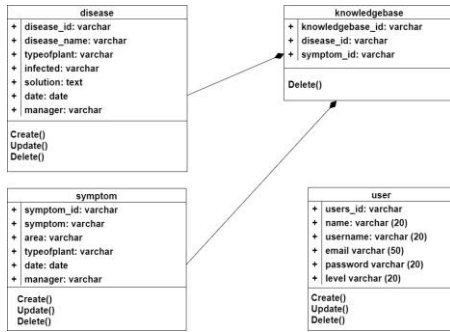 disease
+ disease_id: varchar
+ disease_name: varchar
+ typeofplant: varchar
+ infected: varchar
+ solution: text
+ date: date
+ manager: varchar
Create()
Update()
Delete()
knowledgebase
+ knowledgebase_id: varchar
+ disease_id: varchar
+ symptom_id: varchar
Delete()
symptom
+ symptom_id: varchar
+ symptom: varchar
+ area: varchar
+ typeofplant: varchar
+ date: date
+ manager: varchar
Create()
Update()
Delete()
user
+ users_id: varchar
+ name: varchar (20)
+ username: varchar (20)
+ email varchar (50)
+ password varchar (20)
+ level varchar (20)
Create()
Update()
Delete()